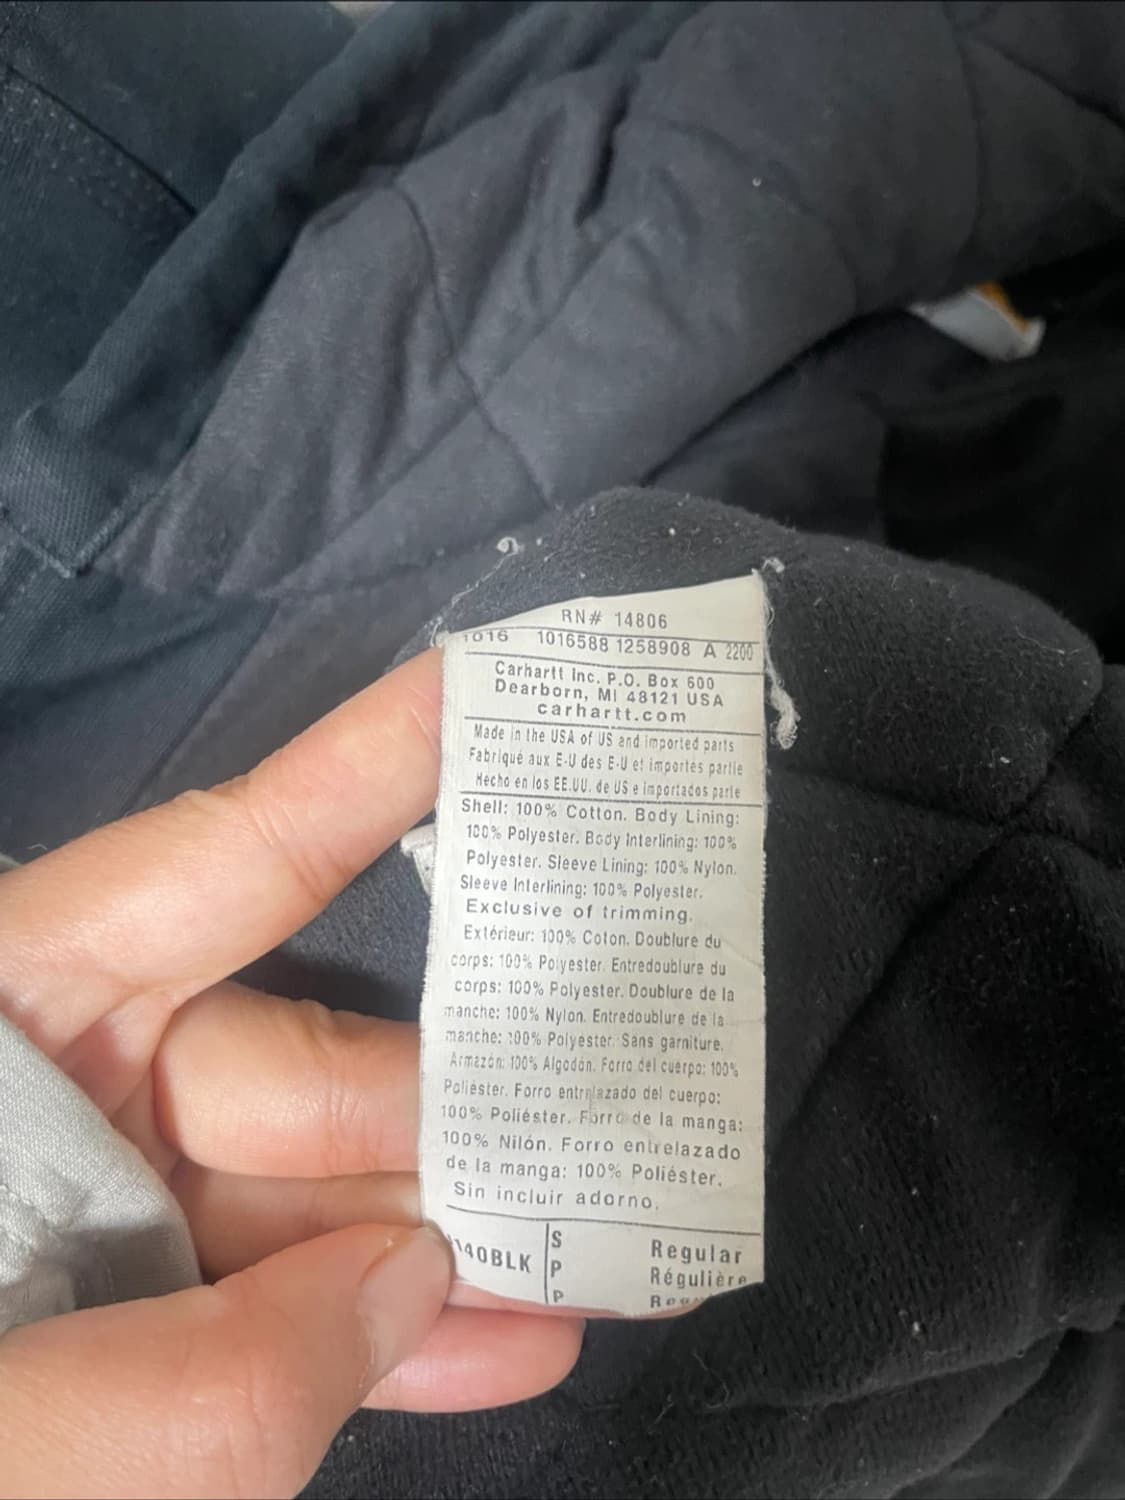 RN# 14806
1016 1016588 1258908 A 2200
Carhartt Inc. P.O. Box 600
Dearborn, MI 48121 USA
carhartt.com
Made in the USA of US and imported parts
Fabriqué aux E-U des E-U et importés partie
Hecho en los EE.UU. de US e importados parte
Shell: 100% Cotton. Body Lining:
100% Polyester. Body Interlining: 100%
Polyester. Sleeve Lining: 100% Nylon.
Sleeve Interlining: 100% Polyester.
Exclusive of trimming.
Extérieur: 100% Coton. Doublure du
corps: 100% Polyester. Entredoublure du
corps: 100% Polyester. Doublure de la
manche: 100% Nylon. Entredoublure de la
manche: 100% Polyester. Sans garniture.
Armazón: 100% Algodón. Forro del cuerpo: 100%
Poliéster. Forro entrelazado del cuerpo:
100% Poliéster. Forro de la manga:
100% Nilón. Forro entrelazado
de la manga: 100% Poliéster.
Sin incluir adorno.
140BLK S Regular
P Régulière
P